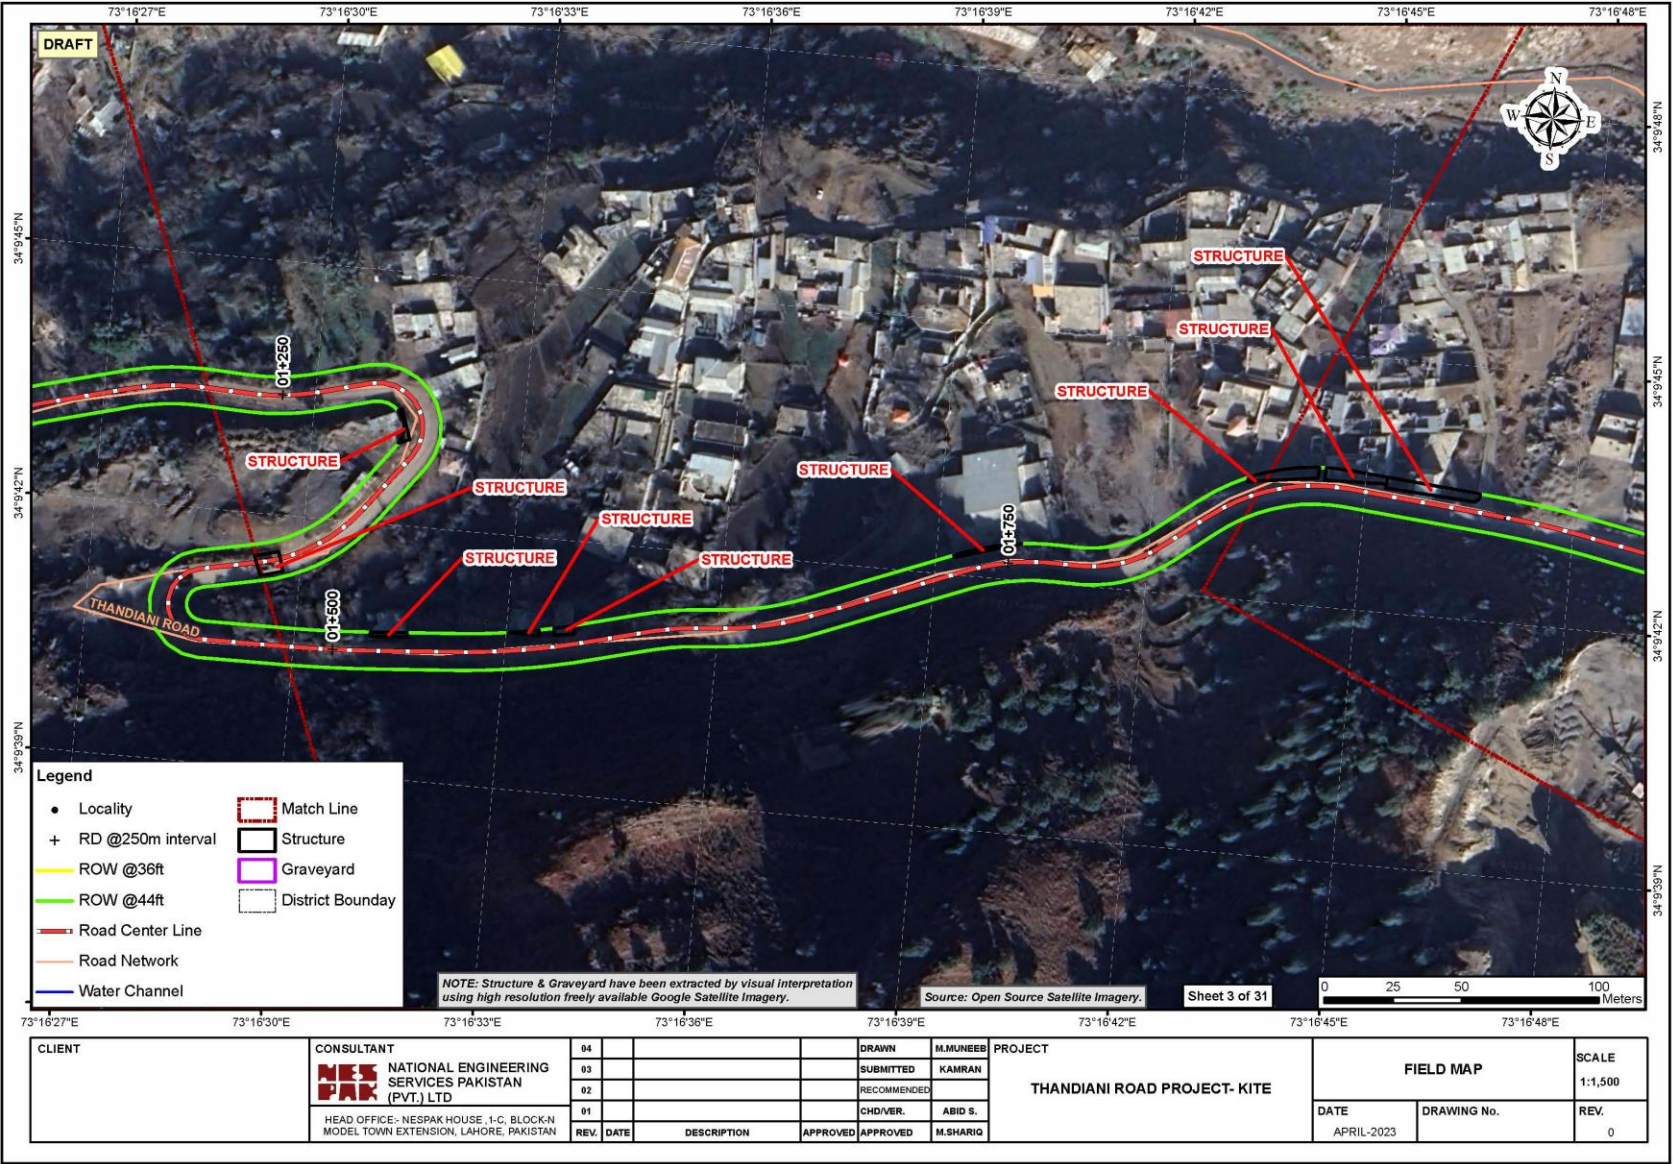 73°16'27"E 73°16'30"E 73°16'33"E 73°16'36"E 73°16'39"E 73°16'42"E 73°16'45"E 73°16'48"E
DRAFT
N
W E
S
34°9'48"N
34°9'45"N
STRUCTURE
STRUCTURE
01+250
34°9'45"N
STRUCTURE
STRUCTURE
STRUCTURE
34°9'42"N
STRUCTURE
STRUCTURE
01+750
STRUCTURE
STRUCTURE
THANDIANI ROAD
01+500
34°9'42"N
34°9'39"N
34°9'39"N
Legend
Locality
RD @250m interval
ROW @36ft
ROW @44ft
Road Center Line
Road Network
Water Channel
Match Line
Structure
Graveyard
District Bounday
NOTE: Structure & Graveyard have been extracted by visual interpretation
using high resolution freely available Google Satellite Imagery.
Source: Open Source Satellite Imagery.
Sheet 3 of 31
0 25 50 100
Meters
73°16'27"E 73°16'30"E 73°16'33"E 73°16'36"E 73°16'39"E 73°16'42"E 73°16'45"E 73°16'48"E
CLIENT
CONSULTANT
NES
PAK
NATIONAL ENGINEERING
SERVICES PAKISTAN
(PVT.) LTD
HEAD OFFICE:- NESPAK HOUSE ,1-C, BLOCK-N
MODEL TOWN EXTENSION, LAHORE, PAKISTAN
04
03
02
01
REV. DATE DESCRIPTION APPROVED
DRAWN M.MUNEEB
SUBMITTED KAMRAN
RECOMMENDED
CHD/VER. ABID S.
APPROVED M.SHARIQ
PROJECT
THANDIANI ROAD PROJECT- KITE
FIELD MAP
SCALE
1:1,500
DATE
APRIL-2023
DRAWING No.
REV.
0